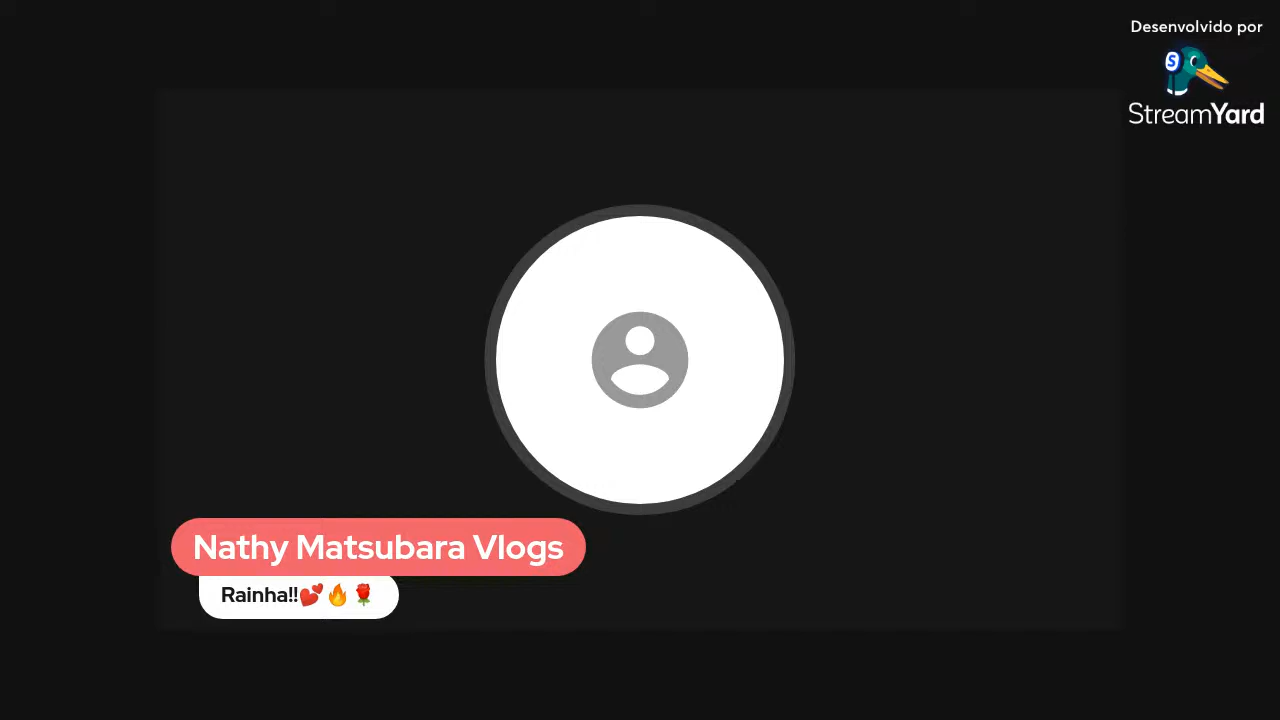 Desenvolvido por
S
StreamYard
Nathy Matsubara Vlogs
Rainha!!💕🔥🌹